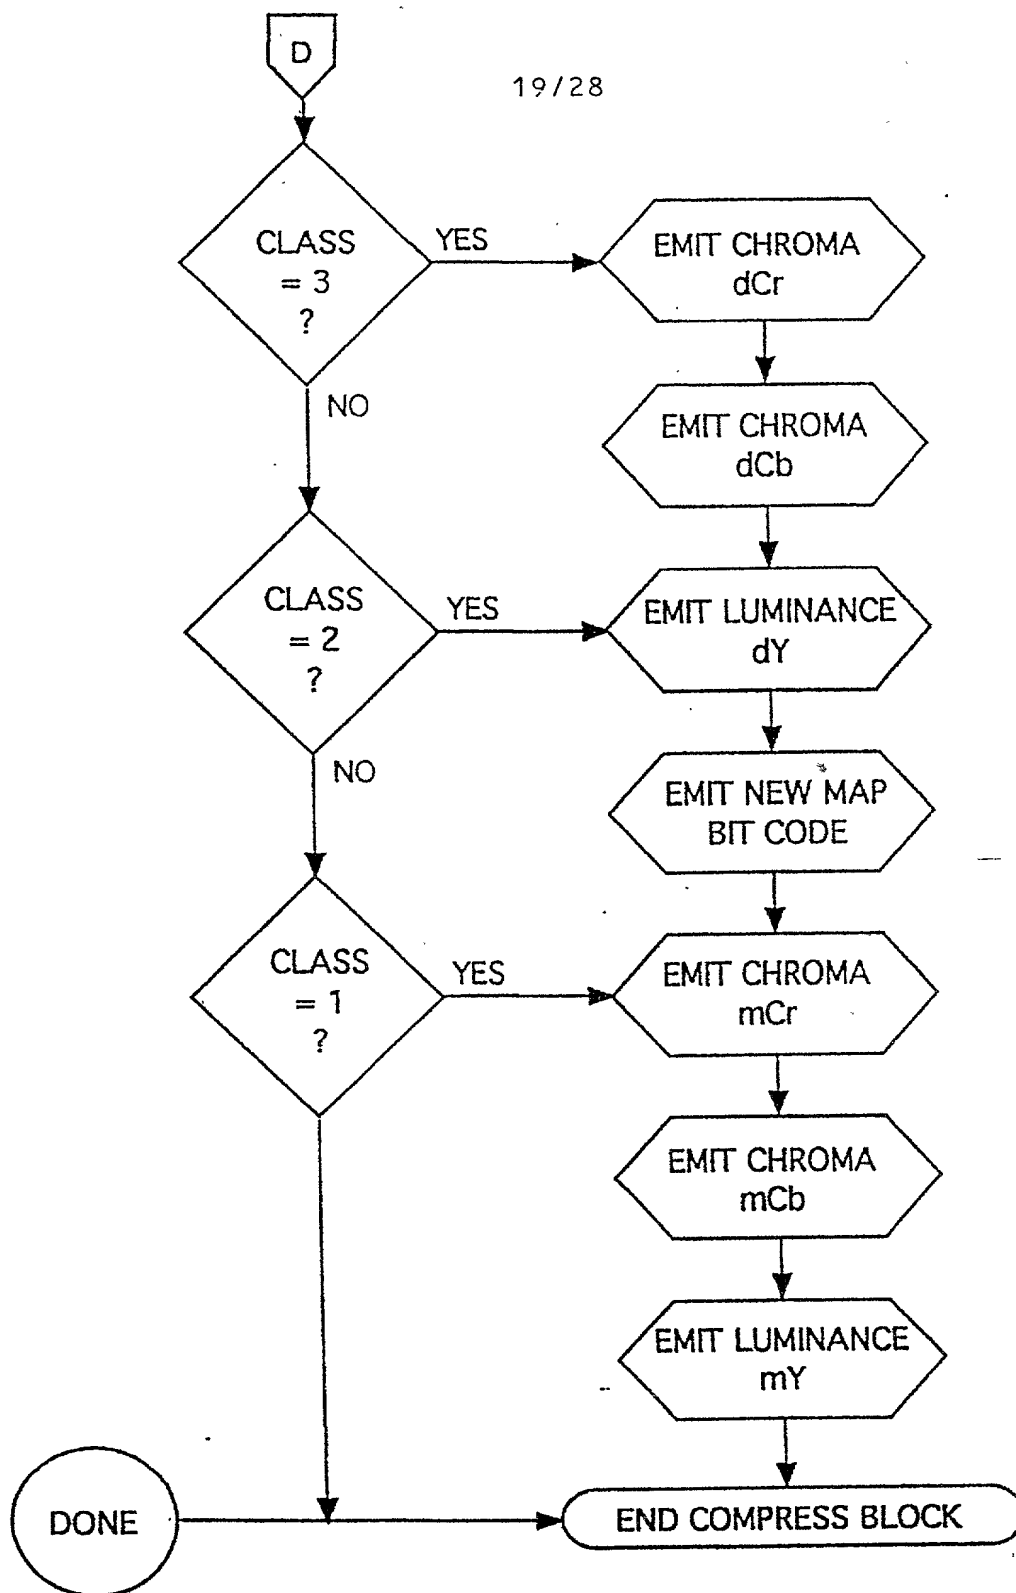 D
19/28
CLASS
= 3
?
YES
NO
EMIT CHROMA
dCr
EMIT CHROMA
dCb
CLASS
= 2
?
YES
NO
EMIT LUMINANCE
dY
EMIT NEW MAP
BIT CODE
CLASS
= 1
?
YES
EMIT CHROMA
mCr
EMIT CHROMA
mCb
EMIT LUMINANCE
mY
DONE
END COMPRESS BLOCK